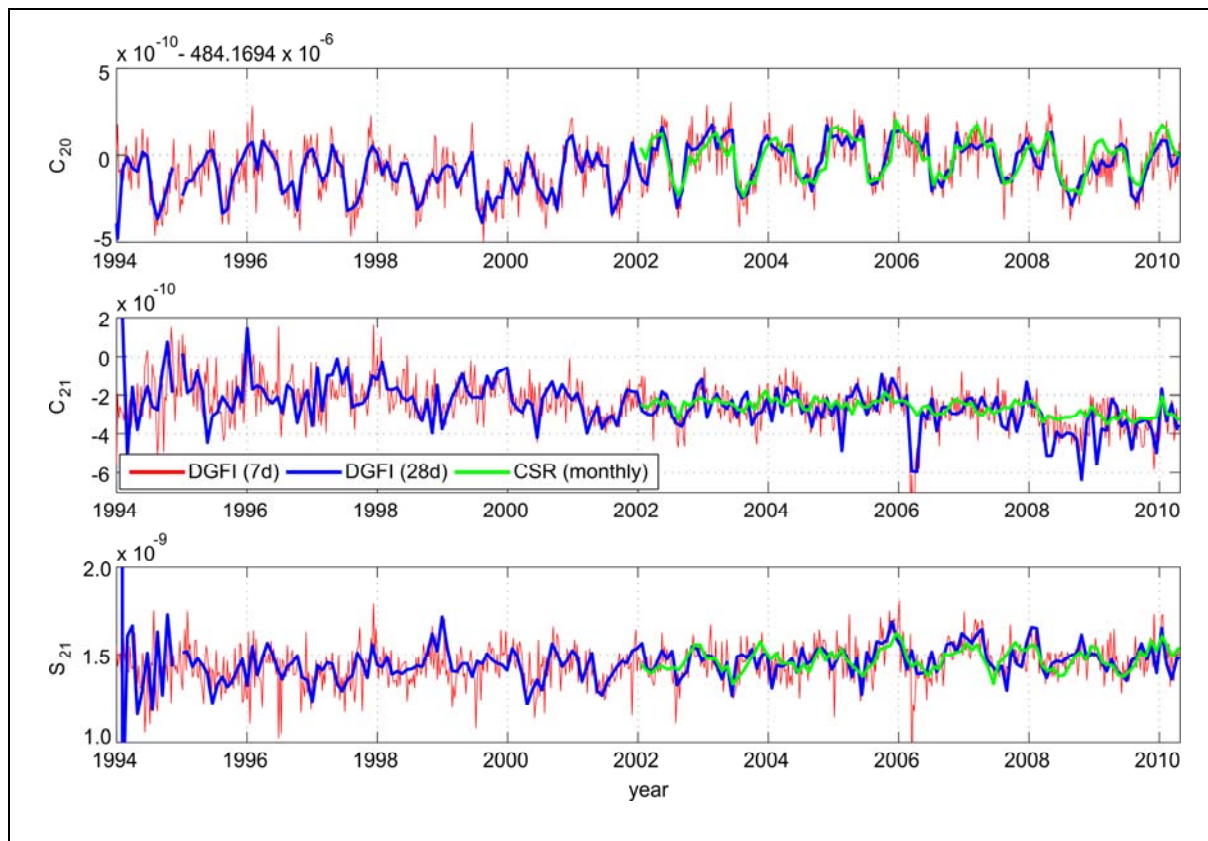 x 10-10 - 484.1694 x 10-6
5
0
-5
C20
1994 1996 1998 2000 2002 2004 2006 2008 2010
x 10-10
2
0
-2
-4
-6
C21
DGFI (7d) DGFI (28d) CSR (monthly)
1994 1996 1998 2000 2002 2004 2006 2008 2010
x 10-9
2.0
1.5
1.0
S21
1994 1996 1998 2000 2002 2004 2006 2008 2010
year